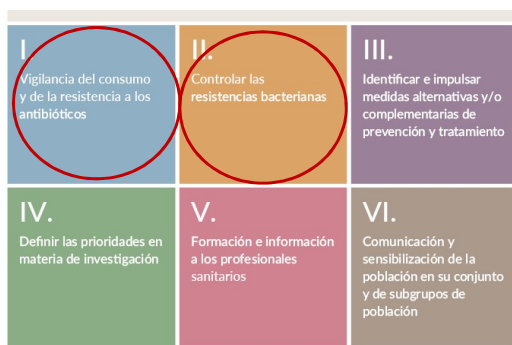 I.
Vigilancia del consumo
y de la resistencia a los
antibióticos
II.
Controlar las
resistencias bacterianas
III.
Identificar e impulsar
medidas alternativas y/o
complementarias de
prevención y tratamiento
IV.
Definir las prioridades en
materia de investigación
V.
Formación e información
a los profesionales
sanitarios
VI.
Comunicación y
sensibilización de la
población en su conjunto
y de subgrupos de
población